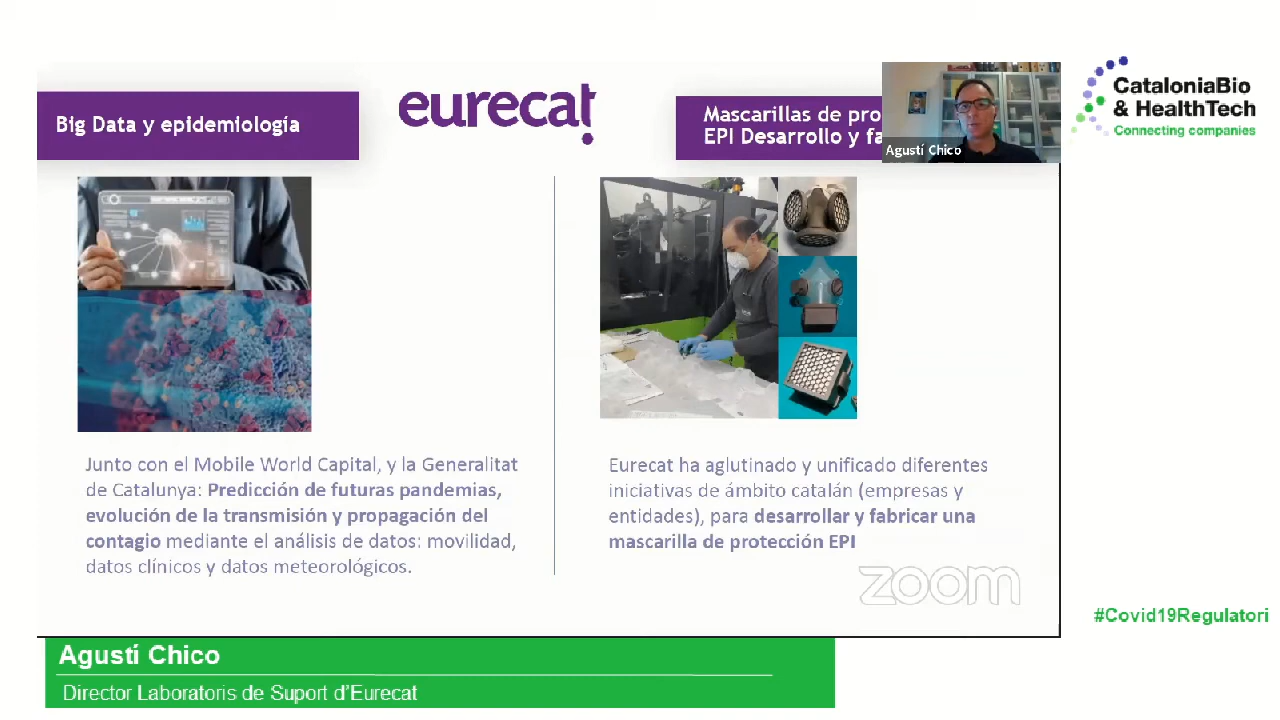 Big Data y epidemiología
eurecat
Mascarillas de pro
EPI Desarrollo y fa
Agustí Chico
CataloniaBio
& HealthTech
Connecting companies
Junto con el Mobile World Capital, y la Generalitat
de Catalunya: Predicción de futuras pandemias,
evolución de la transmisión y propagación del
contagio mediante el análisis de datos: movilidad,
datos clínicos y datos meteorológicos.
Eurecat ha aglutinado y unificado diferentes
iniciativas de ámbito catalán (empresas y
entidades), para desarrollar y fabricar una
mascarilla de protección EPI
zoom
#Covid19Regulatori
Agustí Chico
Director Laboratoris de Suport d'Eurecat